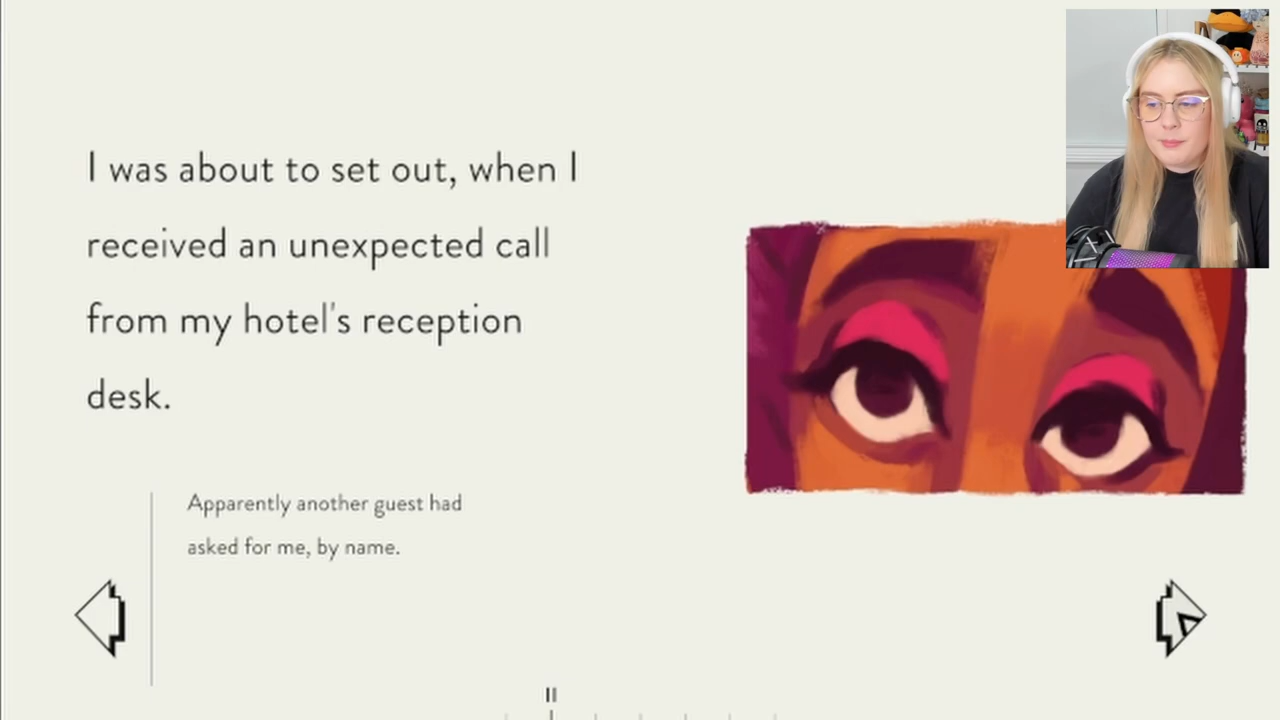 I was about to set out, when I
received an unexpected call
from my hotel's reception
desk.
Apparently another guest had
asked for me, by name.
II